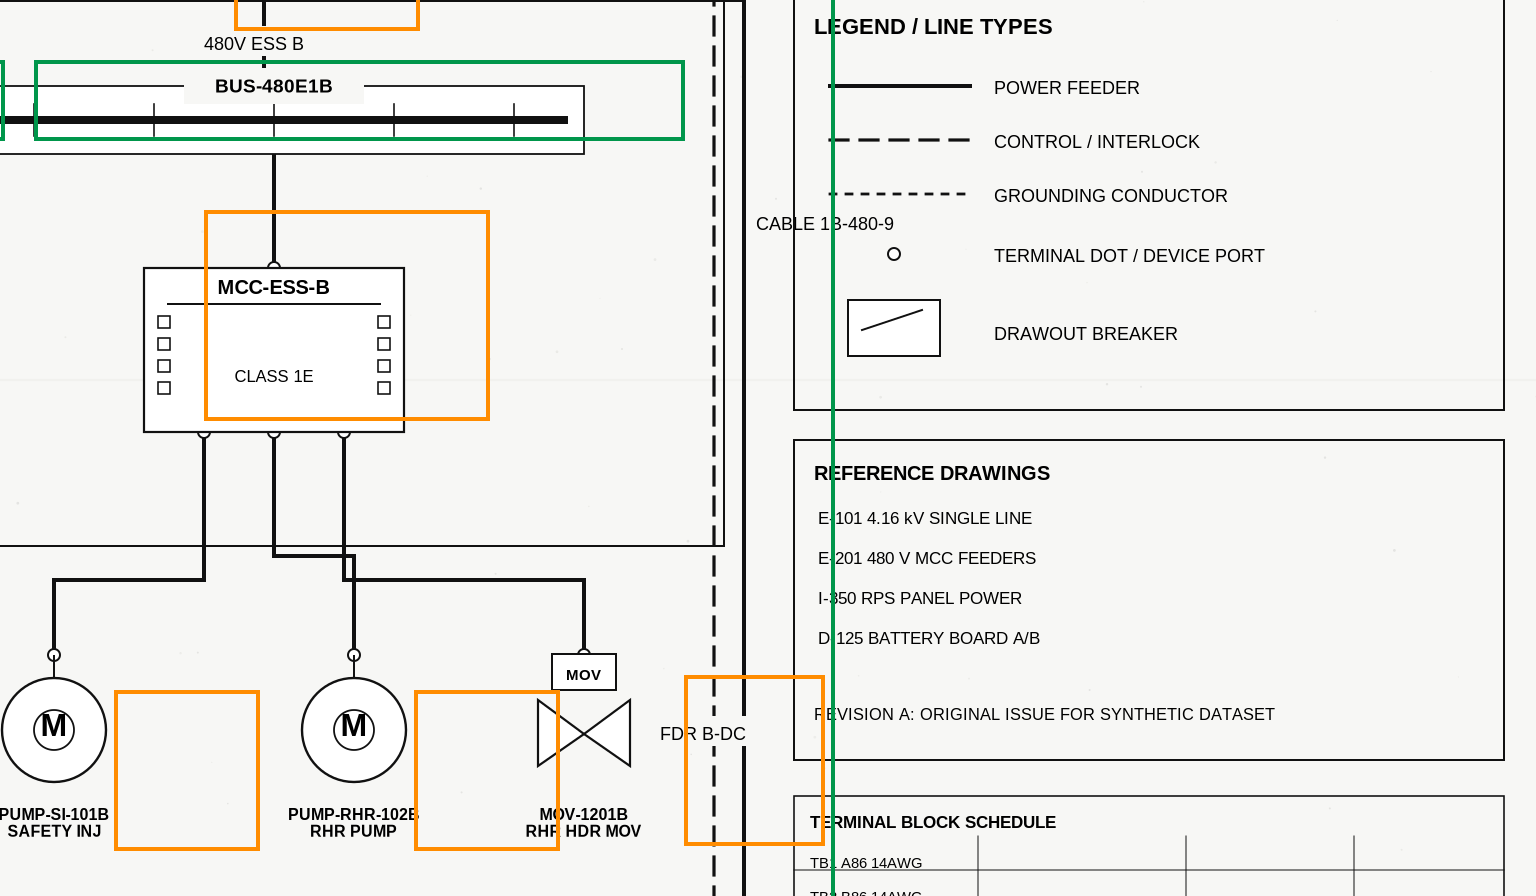 480V ESS B
BUS-480E1B
MCC-ESS-B
CLASS 1E
M
M
MOV
FDR B-DC
PUMP-SI-101B
SAFETY INJ
PUMP-RHR-102B
RHR PUMP
MOV-1201B
RHR HDR MOV
CABLE 1B-480-9
LEGEND / LINE TYPES
POWER FEEDER
CONTROL / INTERLOCK
GROUNDING CONDUCTOR
TERMINAL DOT / DEVICE PORT
DRAWOUT BREAKER
REFERENCE DRAWINGS
E-101 4.16 kV SINGLE LINE
E-201 480 V MCC FEEDERS
I-350 RPS PANEL POWER
D-125 BATTERY BOARD A/B
REVISION A: ORIGINAL ISSUE FOR SYNTHETIC DATASET
TERMINAL BLOCK SCHEDULE
TB1 A86 14AWG
TB2 B86 14AWG